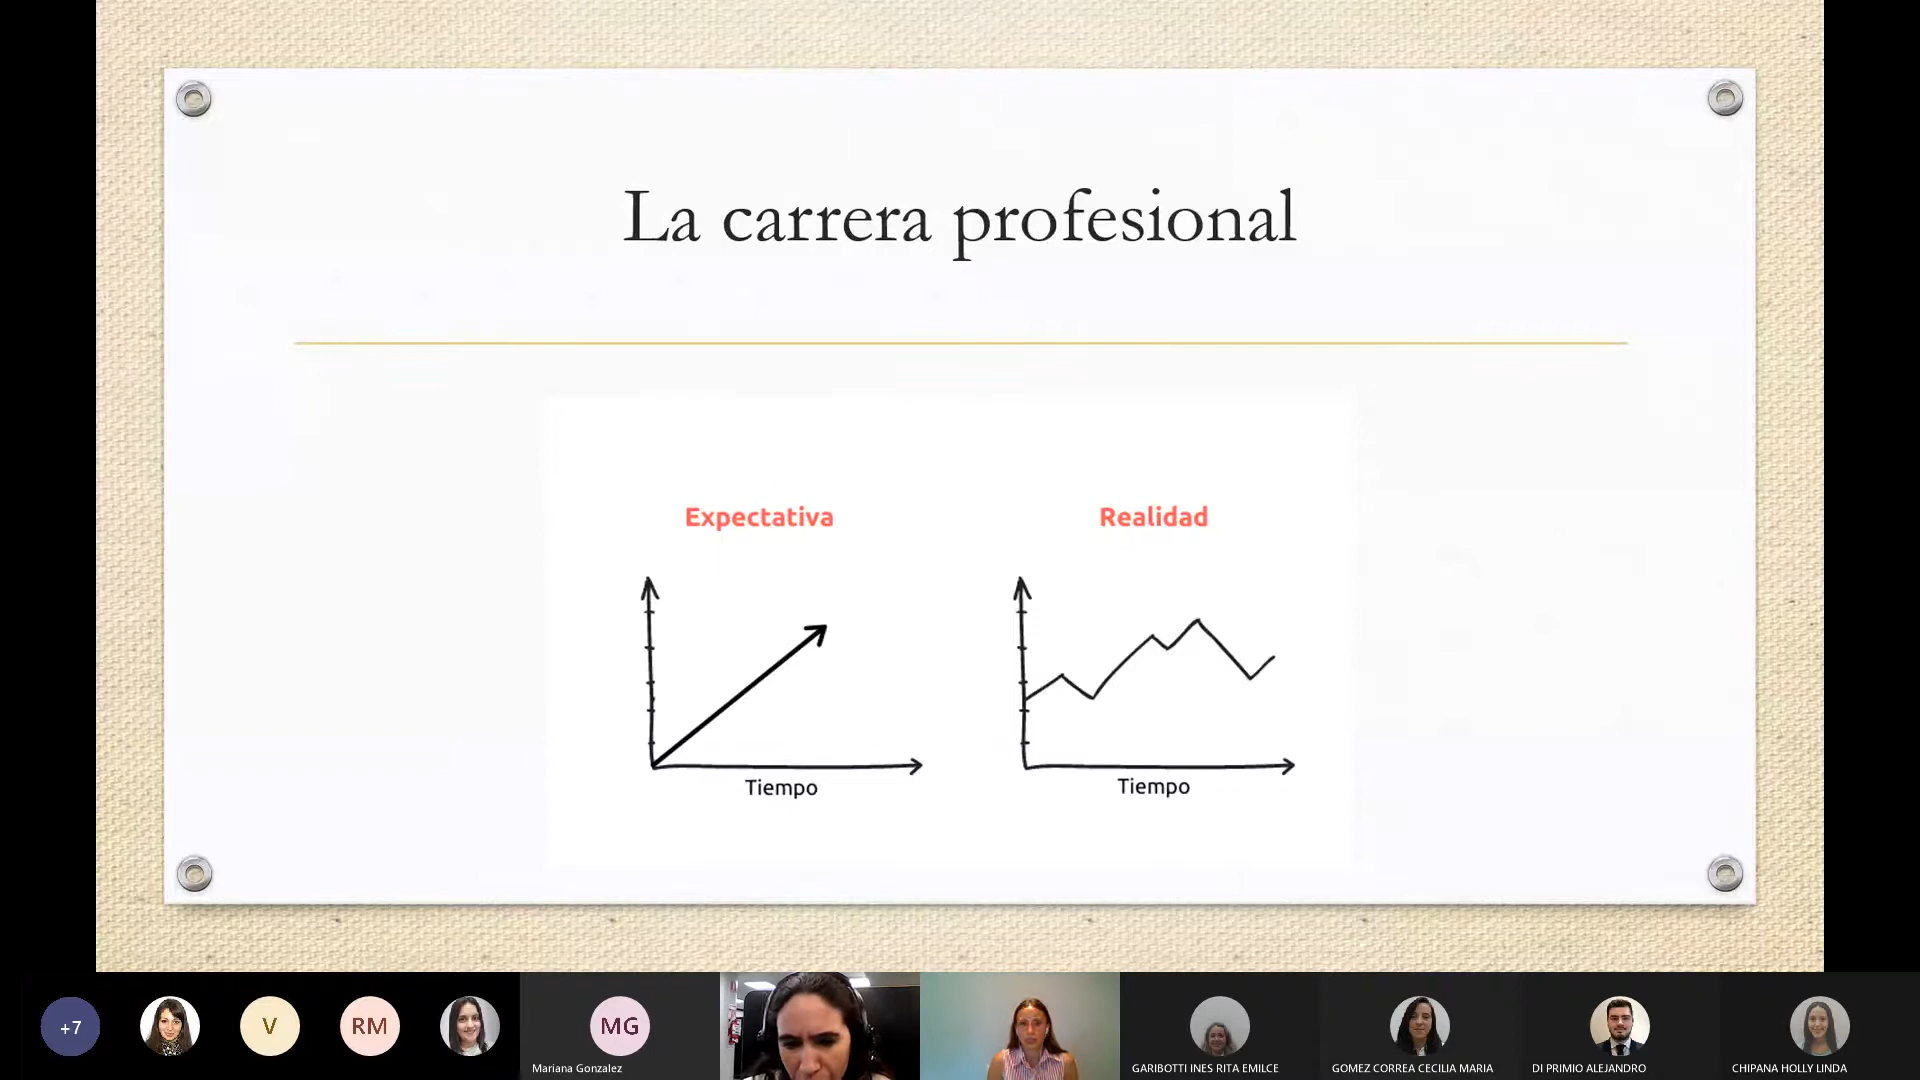 La carrera profesional
Expectativa
Realidad
Tiempo
Tiempo
+7
V
RM
MG
Mariana Gonzalez
GARIBOTTI INES RITA EMILCE
GOMEZ CORREA CECILIA MARIA
DI PRIMIO ALEJANDRO
CHIPANA HOLLY LINDA